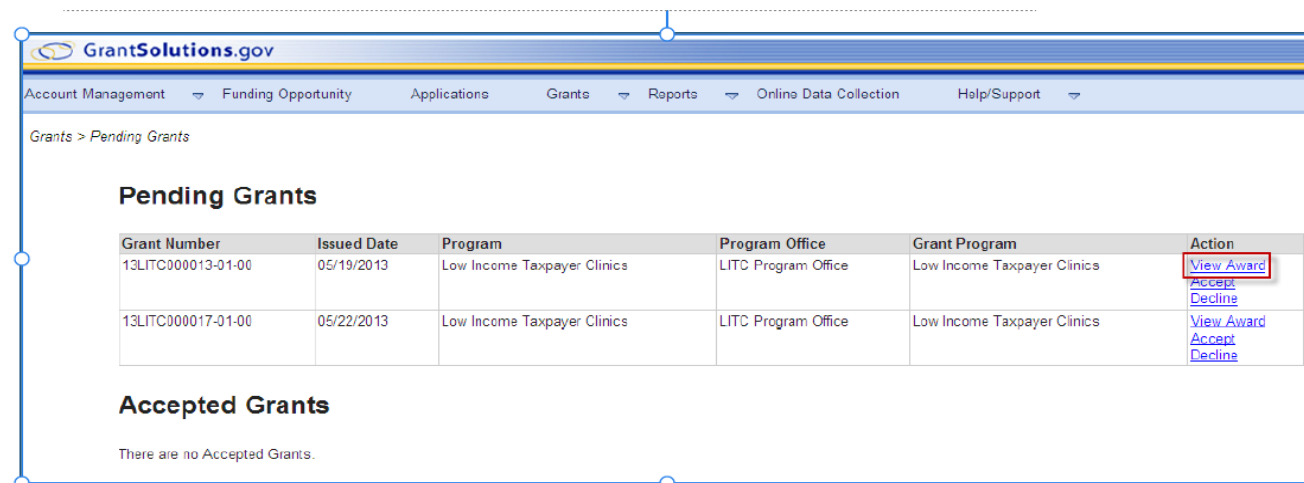 GrantSolutions.gov
Account Management Funding Opportunity Applications Grants Reports Online Data Collection Help/Support
Grants > Pending Grants
Pending Grants
Grant Number Issued Date Program Program Office Grant Program Action
13LITC000013-01-00 05/19/2013 Low Income Taxpayer Clinics LITC Program Office Low Income Taxpayer Clinics View Award
Accept
Decline
13LITC000017-01-00 05/22/2013 Low Income Taxpayer Clinics LITC Program Office Low Income Taxpayer Clinics View Award
Accept
Decline
Accepted Grants
There are no Accepted Grants.